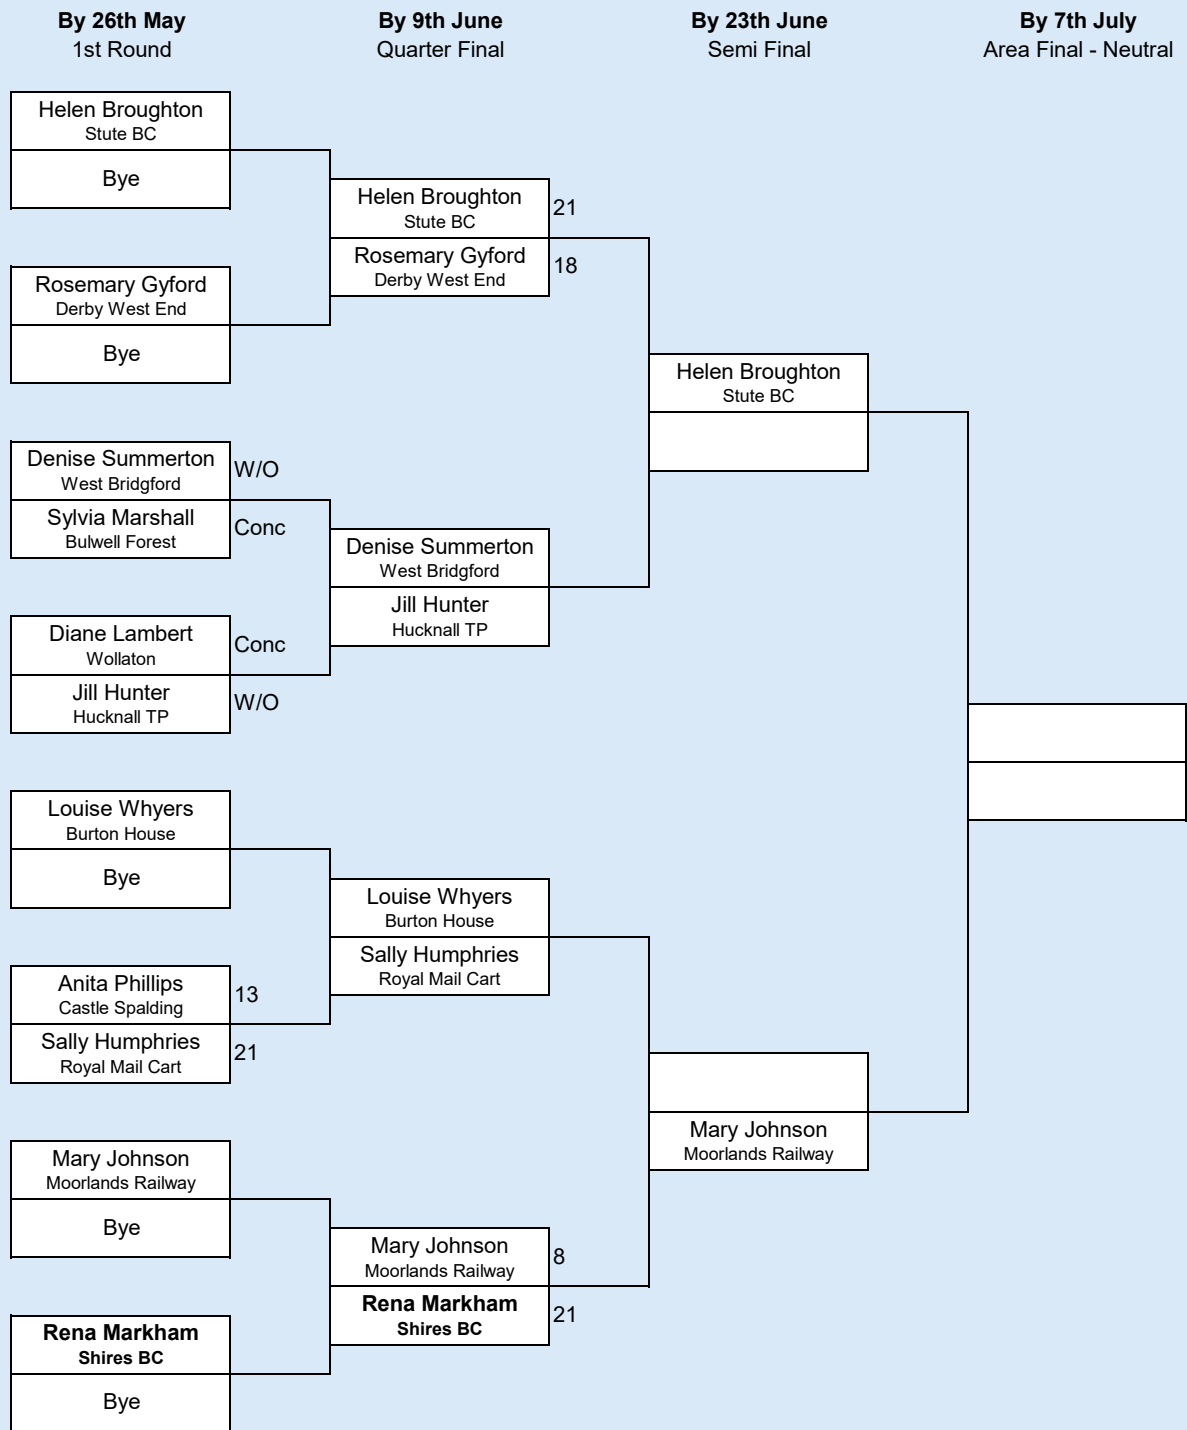 By 26th May
1st Round
By 9th June
Quarter Final
By 23th June
Semi Final
By 7th July
Area Final - Neutral
Helen Broughton
Stute BC
Bye
Rosemary Gyford
Derby West End
Bye
Denise Summerton
West Bridgford
W/O
Sylvia Marshall
Bulwell Forest
Conc
Diane Lambert
Wollaton
Conc
Jill Hunter
Hucknall TP
W/O
Louise Whyers
Burton House
Bye
Anita Phillips
Castle Spalding
13
Sally Humphries
Royal Mail Cart
21
Mary Johnson
Moorlands Railway
Bye
Rena Markham
Shires BC
Bye
Helen Broughton
Stute BC
21
Rosemary Gyford
Derby West End
18
Denise Summerton
West Bridgford
Jill Hunter
Hucknall TP
Louise Whyers
Burton House
Sally Humphries
Royal Mail Cart
Mary Johnson
Moorlands Railway
8
Rena Markham
Shires BC
21
Helen Broughton
Stute BC
Mary Johnson
Moorlands Railway